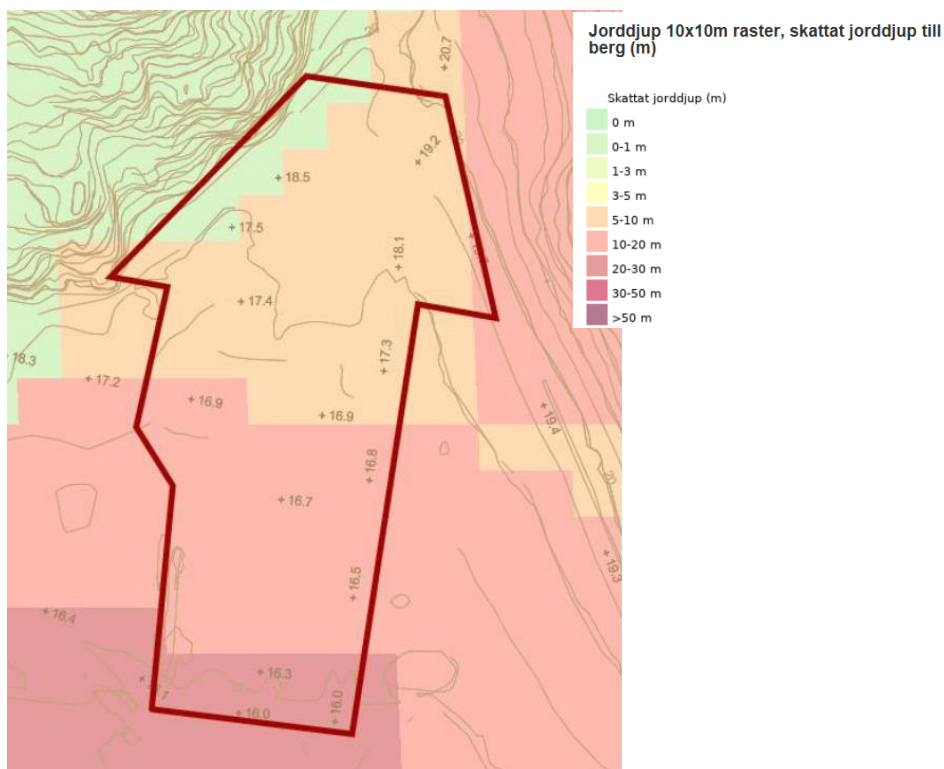 Jorddjup 10x10m raster, skattat jorddjup till
berg (m)
Skattat jorddjup (m)
0 m
0-1 m
1-3 m
3-5 m
5-10 m
10-20 m
20-30 m
30-50 m
>50 m
+ 20.7
+ 19.2
+ 18.5
+ 17.5
+ 18.1
+ 17.4
18.3
+ 17.3
+ 17.2
+ 16.9
+ 16.9
+ 19.4
+ 16.8
20
+ 16.7
+ 19.3
+ 16.5
+ 16.4
+ 16.3
+ 16.0
+ 16.0